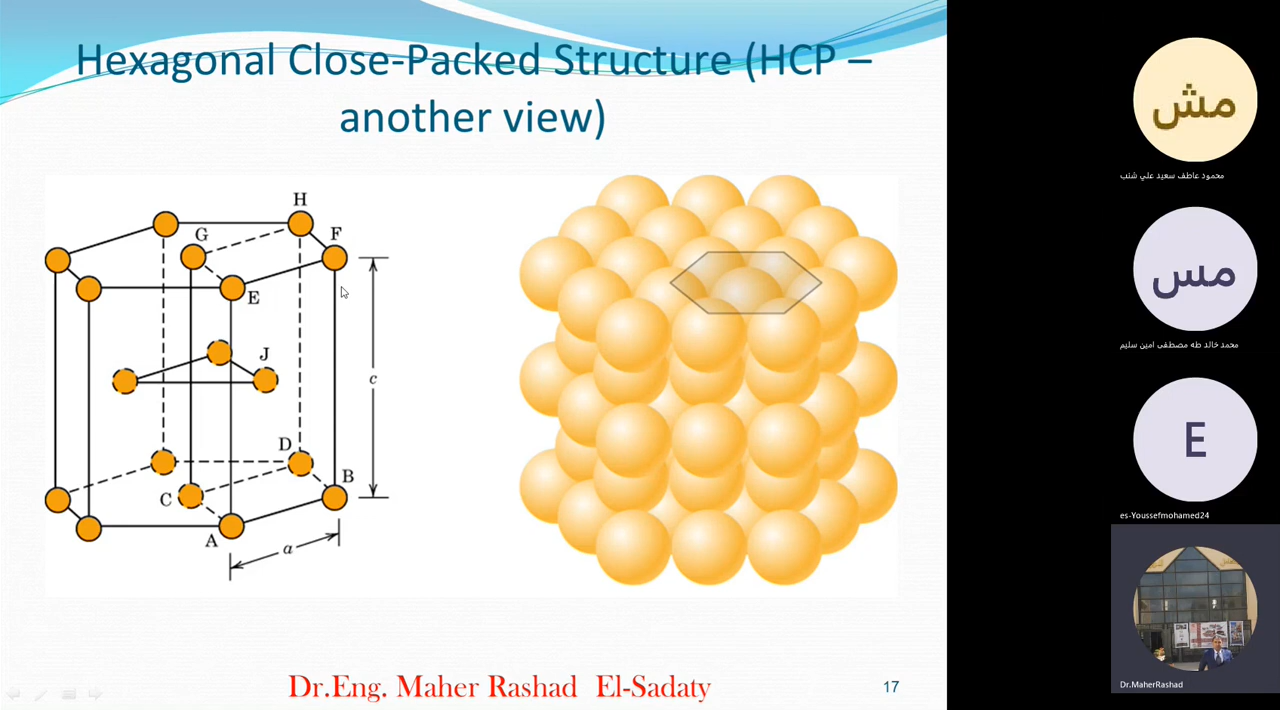 Hexagonal Close-Packed Structure (HCP –
another view)
H
F
G
E
J
c
D
B
C
A
a
Dr.Eng. Maher Rashad El-Sadaty
17
مش
محمود عاطف سعيد علي شنب
مس
محمد خالد طه مصطفى امين سليم
E
es-Youssefmohamed24
Dr.MaherRashad